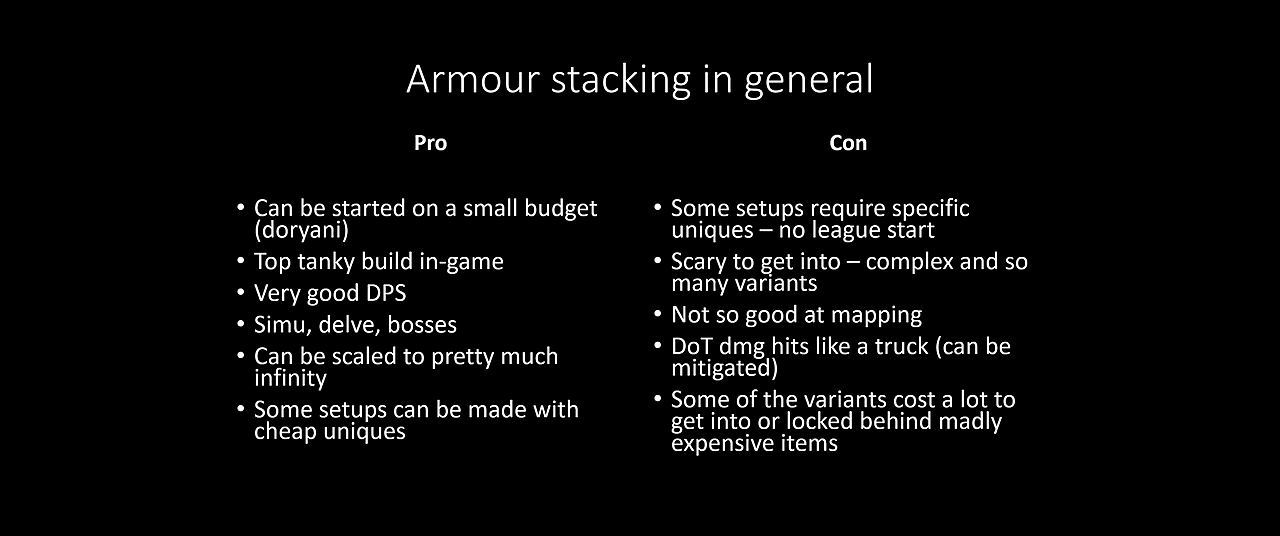 Armour stacking in general
Pro
• Can be started on a small budget
(doryani)
• Top tanky build in-game
• Very good DPS
• Simu, delve, bosses
• Can be scaled to pretty much
infinity
• Some setups can be made with
cheap uniques
Con
• Some setups require specific
uniques – no league start
• Scary to get into – complex and so
many variants
• Not so good at mapping
• DoT dmg hits like a truck (can be
mitigated)
• Some of the variants cost a lot to
get into or locked behind madly
expensive items